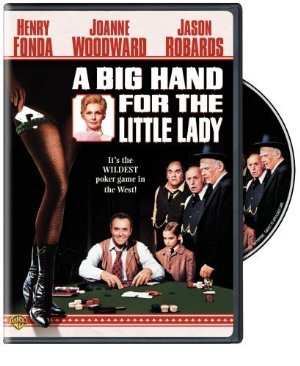 HENRY FONDA
JOANNE WOODWARD
JASON ROBARDS
A BIG HAND
FOR THE
LITTLE LADY
It's the
WILDEST
poker game in
the West!